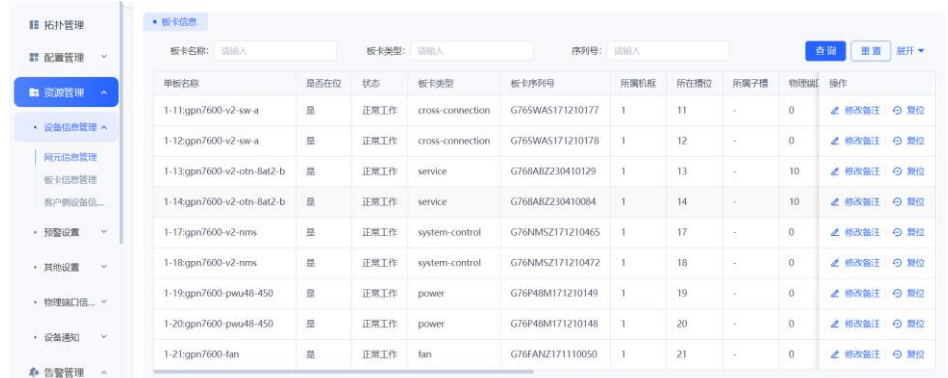 拓扑管理
配置管理
资源管理
设备信息管理
网元信息管理
板卡信息管理
客户侧设备信...
预警设置
其他设置
物理端口信...
设备通知
告警管理
板卡信息
板卡名称: 请输入 板卡类型: 请输入 序列号: 请输入 查询 重置 展开
单板名称 是否在位 状态 板卡类型 板卡序列号 所属机框 所在槽位 所属子槽 物理端口 操作
1-11:gpn7600-v2-sw-a 是 正常工作 cross-connection G76SWAS171210177 1 11 - 0 修改备注 复位
1-12:gpn7600-v2-sw-a 是 正常工作 cross-connection G76SWAS171210178 1 12 - 0 修改备注 复位
1-13:gpn7600-v2-otn-8at2-b 是 正常工作 service G768ABZ230410129 1 13 - 10 修改备注 复位
1-14:gpn7600-v2-otn-8at2-b 是 正常工作 service G768ABZ230410084 1 14 - 10 修改备注 复位
1-17:gpn7600-v2-nms 是 正常工作 system-control G76NMSZ171210465 1 17 - 0 修改备注 复位
1-18:gpn7600-v2-nms 是 正常工作 system-control G76NMSZ171210472 1 18 - 0 修改备注 复位
1-19:gpn7600-pwu48-450 是 正常工作 power G76P48M171210149 1 19 - 0 修改备注 复位
1-20:gpn7600-pwu48-450 是 正常工作 power G76P48M171210148 1 20 - 0 修改备注 复位
1-21:gpn7600-fan 是 正常工作 fan G76FANZ171110050 1 21 - 0 修改备注 复位